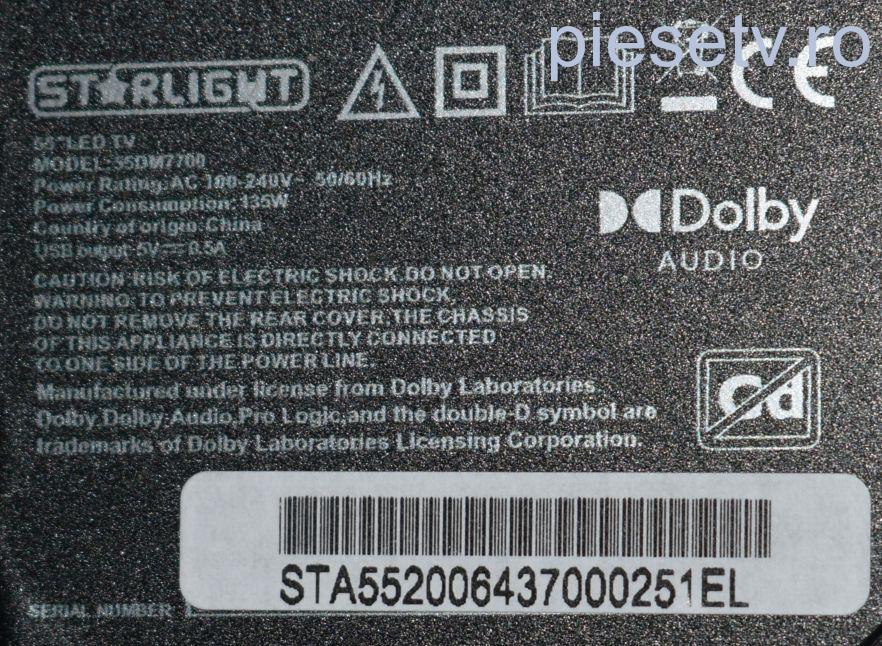 piesetv.ro
STARLIGHT
CE
55"LED TV
MODEL:55DM7700
Power Rating:AC 100-240V~ 50/60Hz
Power Consumption:135W
Country of origin:China
USB output:5V⎓0.5A
Dolby
AUDIO
CAUTION:RISK OF ELECTRIC SHOCK.DO NOT OPEN.
WARNING:TO PREVENT ELECTRIC SHOCK,
DO NOT REMOVE THE REAR COVER.THE CHASSIS
OF THIS APPLIANCE IS DIRECTLY CONNECTED
TO ONE SIDE OF THE POWER LINE.
Manufactured under license from Dolby Laboratories.
Dolby,Dolby Audio,Pro Logic,and the double-D symbol are
trademarks of Dolby Laboratories Licensing Corporation.
Pb
STA552006437000251EL
SERIAL NUMBER